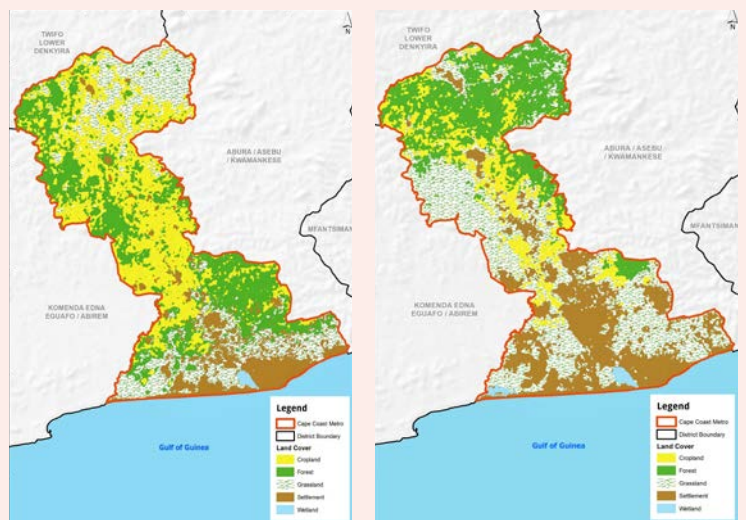 N
TWIFO
LOWER
DENKYIRA
ABURA / ASEBU
/ KWAMANKESE
MFANTSIMAN
KOMENDA EDNA
EGUAFO / ABIREM
Gulf of Guinea
Legend
Cape Coast Metro
District Boundary
Land Cover
Cropland
Forest
Grassland
Settlement
Wetland
N
TWIFO
LOWER
DENKYIRA
ABURA / ASEBU
/ KWAMANKESE
MFANTSIMAN
KOMENDA EDNA
EGUAFO / ABIREM
Gulf of Guinea
Legend
Cape Coast Metro
District Boundary
Land Cover
Cropland
Forest
Grassland
Settlement
Wetland